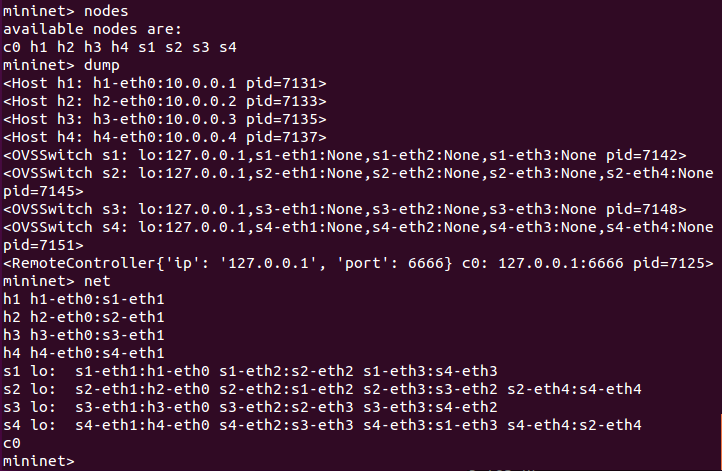 mininet> nodes
available nodes are:
c0 h1 h2 h3 h4 s1 s2 s3 s4
mininet> dump
<Host h1: h1-eth0:10.0.0.1 pid=7131>
<Host h2: h2-eth0:10.0.0.2 pid=7133>
<Host h3: h3-eth0:10.0.0.3 pid=7135>
<Host h4: h4-eth0:10.0.0.4 pid=7137>
<OVSSwitch s1: lo:127.0.0.1,s1-eth1:None,s1-eth2:None,s1-eth3:None pid=7142>
<OVSSwitch s2: lo:127.0.0.1,s2-eth1:None,s2-eth2:None,s2-eth3:None,s2-eth4:None
pid=7145>
<OVSSwitch s3: lo:127.0.0.1,s3-eth1:None,s3-eth2:None,s3-eth3:None pid=7148>
<OVSSwitch s4: lo:127.0.0.1,s4-eth1:None,s4-eth2:None,s4-eth3:None,s4-eth4:None
pid=7151>
<RemoteController{'ip': '127.0.0.1', 'port': 6666} c0: 127.0.0.1:6666 pid=7125>
mininet> net
h1 h1-eth0:s1-eth1
h2 h2-eth0:s2-eth1
h3 h3-eth0:s3-eth1
h4 h4-eth0:s4-eth1
s1 lo:  s1-eth1:h1-eth0 s1-eth2:s2-eth2 s1-eth3:s4-eth3
s2 lo:  s2-eth1:h2-eth0 s2-eth2:s1-eth2 s2-eth3:s3-eth2 s2-eth4:s4-eth4
s3 lo:  s3-eth1:h3-eth0 s3-eth2:s2-eth3 s3-eth3:s4-eth2
s4 lo:  s4-eth1:h4-eth0 s4-eth2:s3-eth3 s4-eth3:s1-eth3 s4-eth4:s2-eth4
c0
mininet>